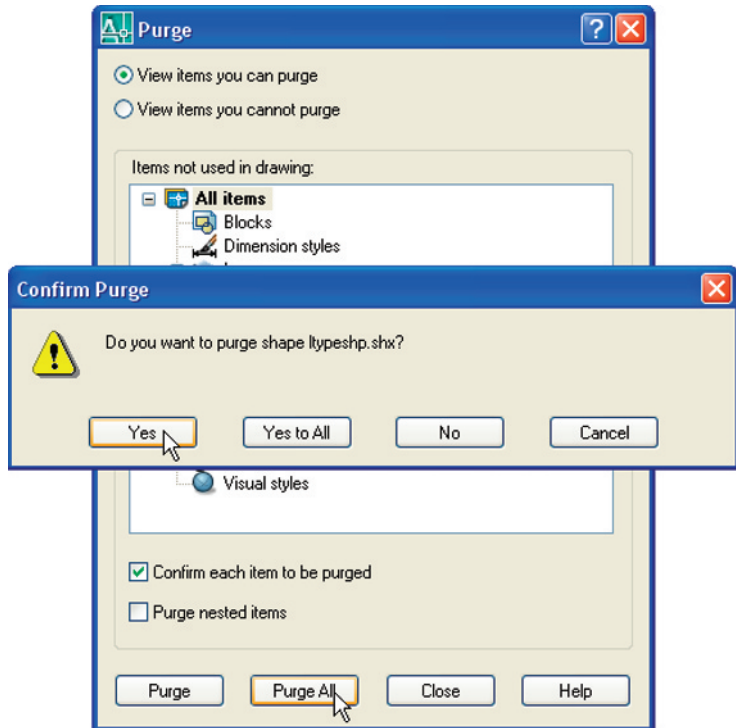 Purge
View items you can purge
View items you cannot purge
Items not used in drawing:
All items
Blocks
Dimension styles
Confirm Purge
Do you want to purge shape ltypeshp.shx?
Yes
Yes to All
No
Cancel
Visual styles
Confirm each item to be purged
Purge nested items
Purge
Purge All
Close
Help